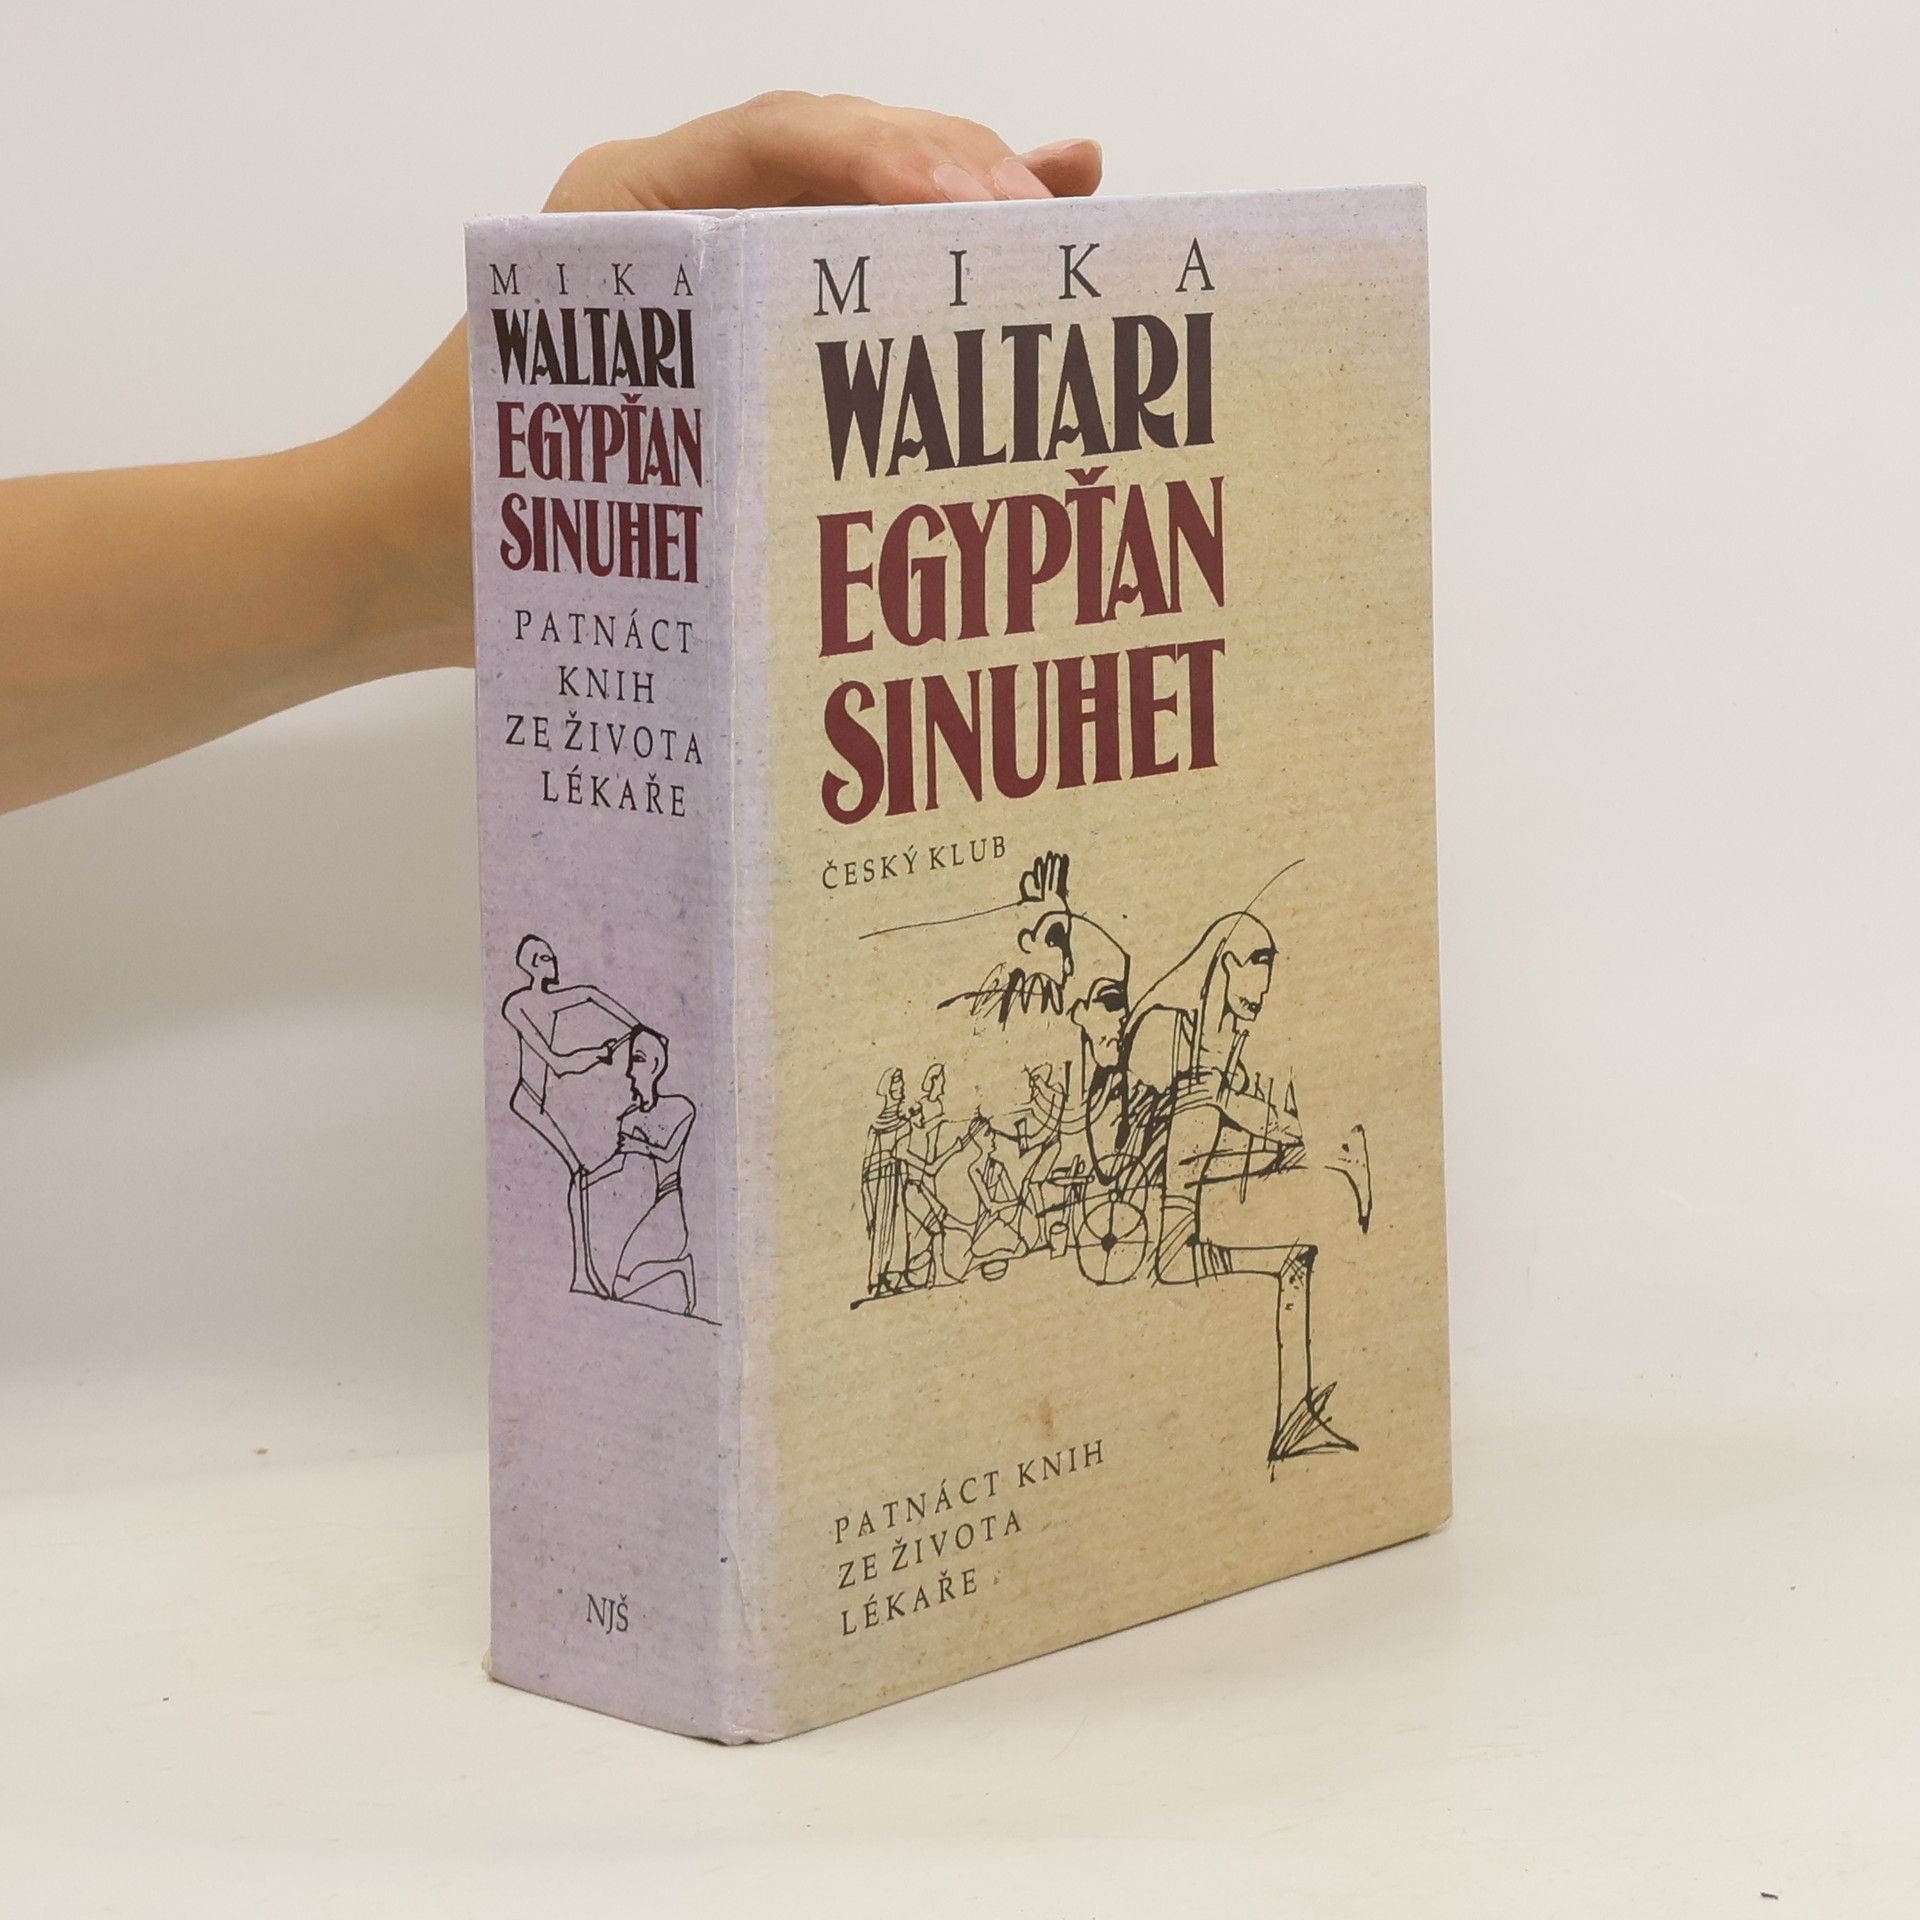 MIKA
WALTARI
EGYPŤAN
SINUHET
PATNÁCT
KNIH
ZE ŽIVOTA
LÉKAŘE
NJŠ
MIKA
WALTARI
EGYPŤAN
SINUHET
ČESKÝ KLUB
PATNÁCT KNIH
ZE ŽIVOTA
LÉKAŘE